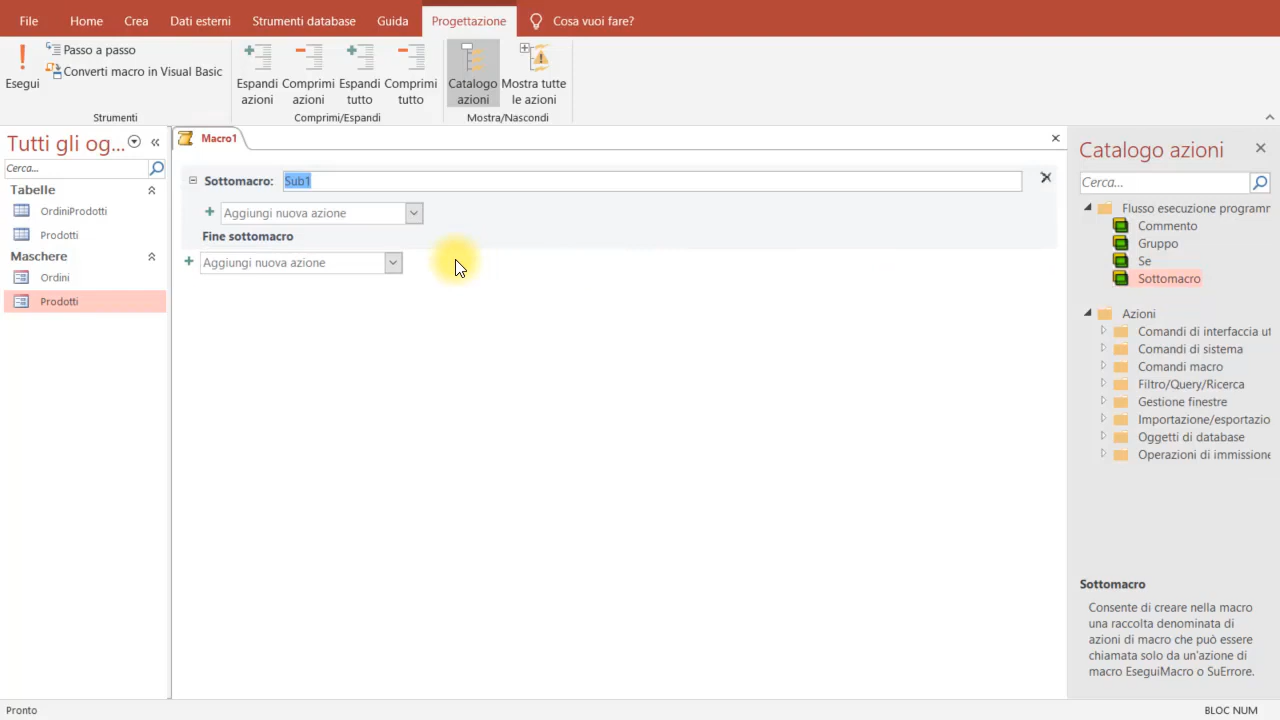 File Home Crea Dati esterni Strumenti database Guida Progettazione Cosa vuoi fare?
Esegui
Passo a passo
Converti macro in Visual Basic
Strumenti
Espandi azioni
Comprimi azioni
Espandi tutto
Comprimi tutto
Comprimi/Espandi
Catalogo azioni
Mostra tutte le azioni
Mostra/Nascondi
Tutti gli og...
Cerca...
Tabelle
OrdiniProdotti
Prodotti
Maschere
Ordini
Prodotti
Macro1
Sottomacro: Sub1
Aggiungi nuova azione
Fine sottomacro
Aggiungi nuova azione
Catalogo azioni
Cerca...
Flusso esecuzione programm
Commento
Gruppo
Se
Sottomacro
Azioni
Comandi di interfaccia ut
Comandi di sistema
Comandi macro
Filtro/Query/Ricerca
Gestione finestre
Importazione/esportazio
Oggetti di database
Operazioni di immissione
Sottomacro
Consente di creare nella macro
una raccolta denominata di
azioni di macro che può essere
chiamata solo da un'azione di
macro EseguiMacro o SuErrore.
Pronto
BLOC NUM